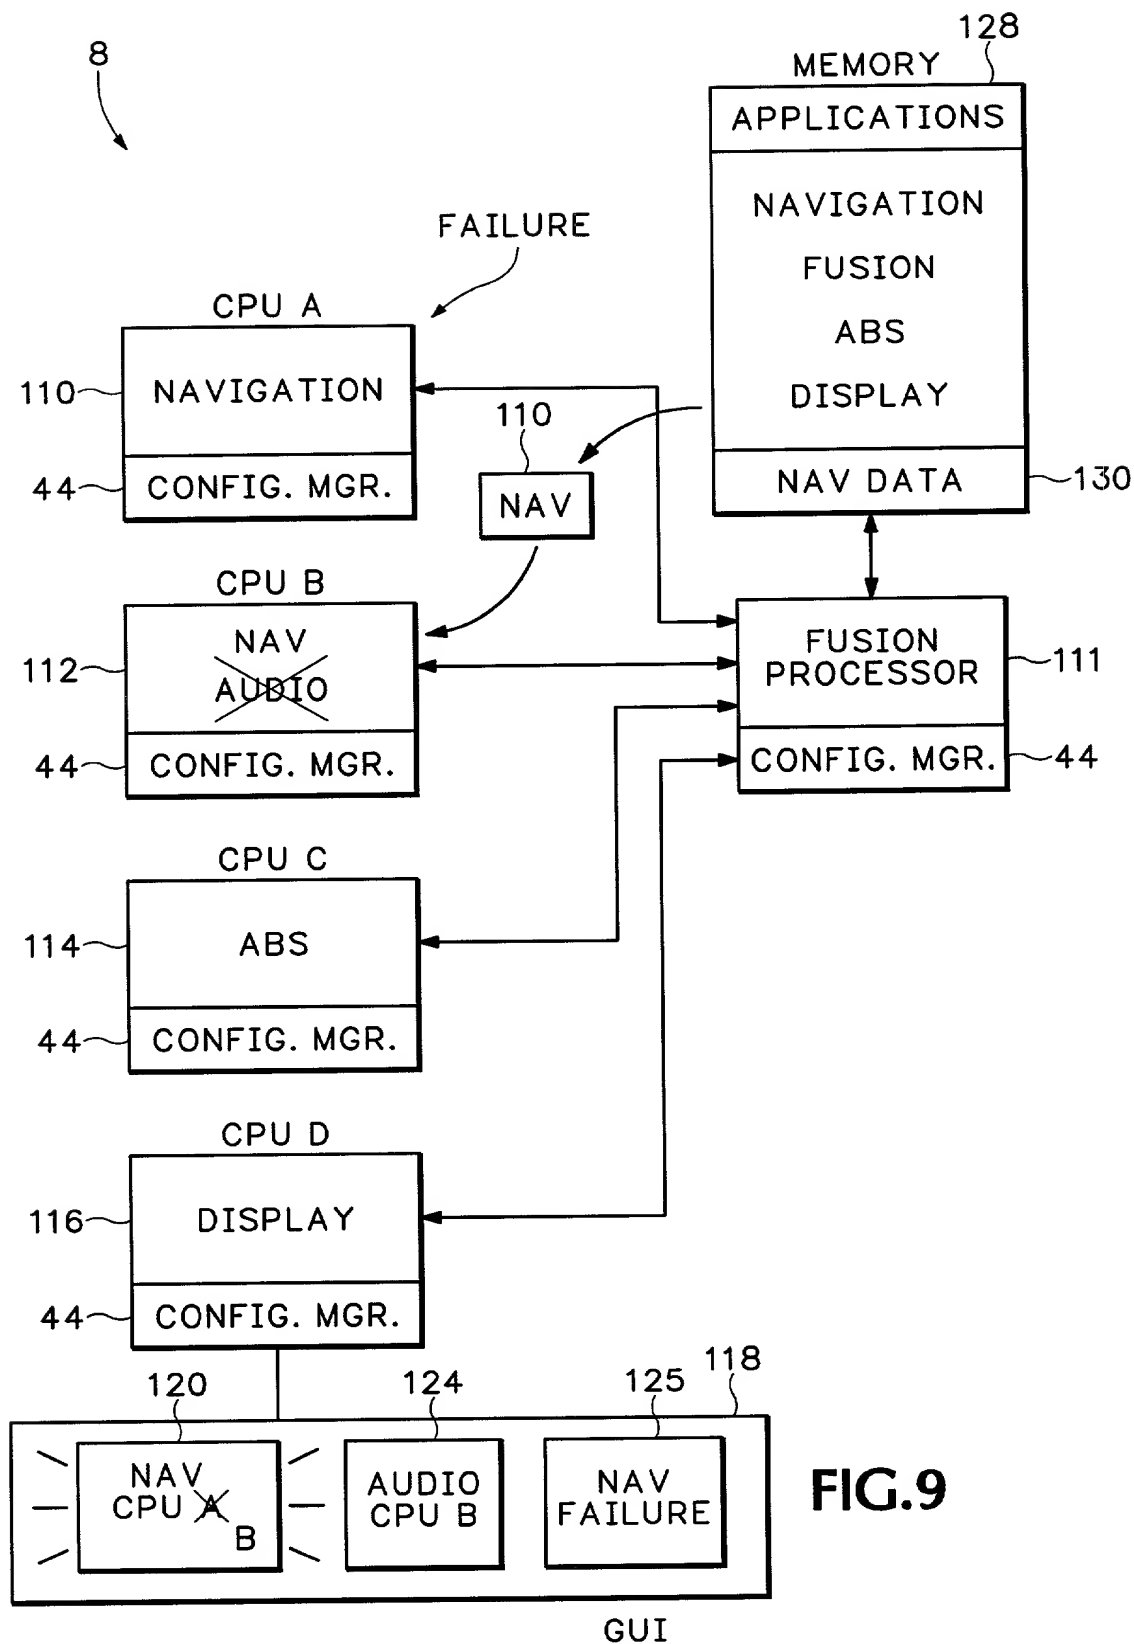 8
128
MEMORY
APPLICATIONS
NAVIGATION
FUSION
ABS
DISPLAY
NAV DATA
130
FAILURE
CPU A
110
NAVIGATION
44
CONFIG. MGR.
110
NAV
CPU B
112
NAV
AUDIO
44
CONFIG. MGR.
FUSION
PROCESSOR
111
CONFIG. MGR.
44
CPU C
114
ABS
44
CONFIG. MGR.
CPU D
116
DISPLAY
44
CONFIG. MGR.
118
120
NAV
CPU A
B
124
AUDIO
CPU B
125
NAV
FAILURE
GUI
FIG.9